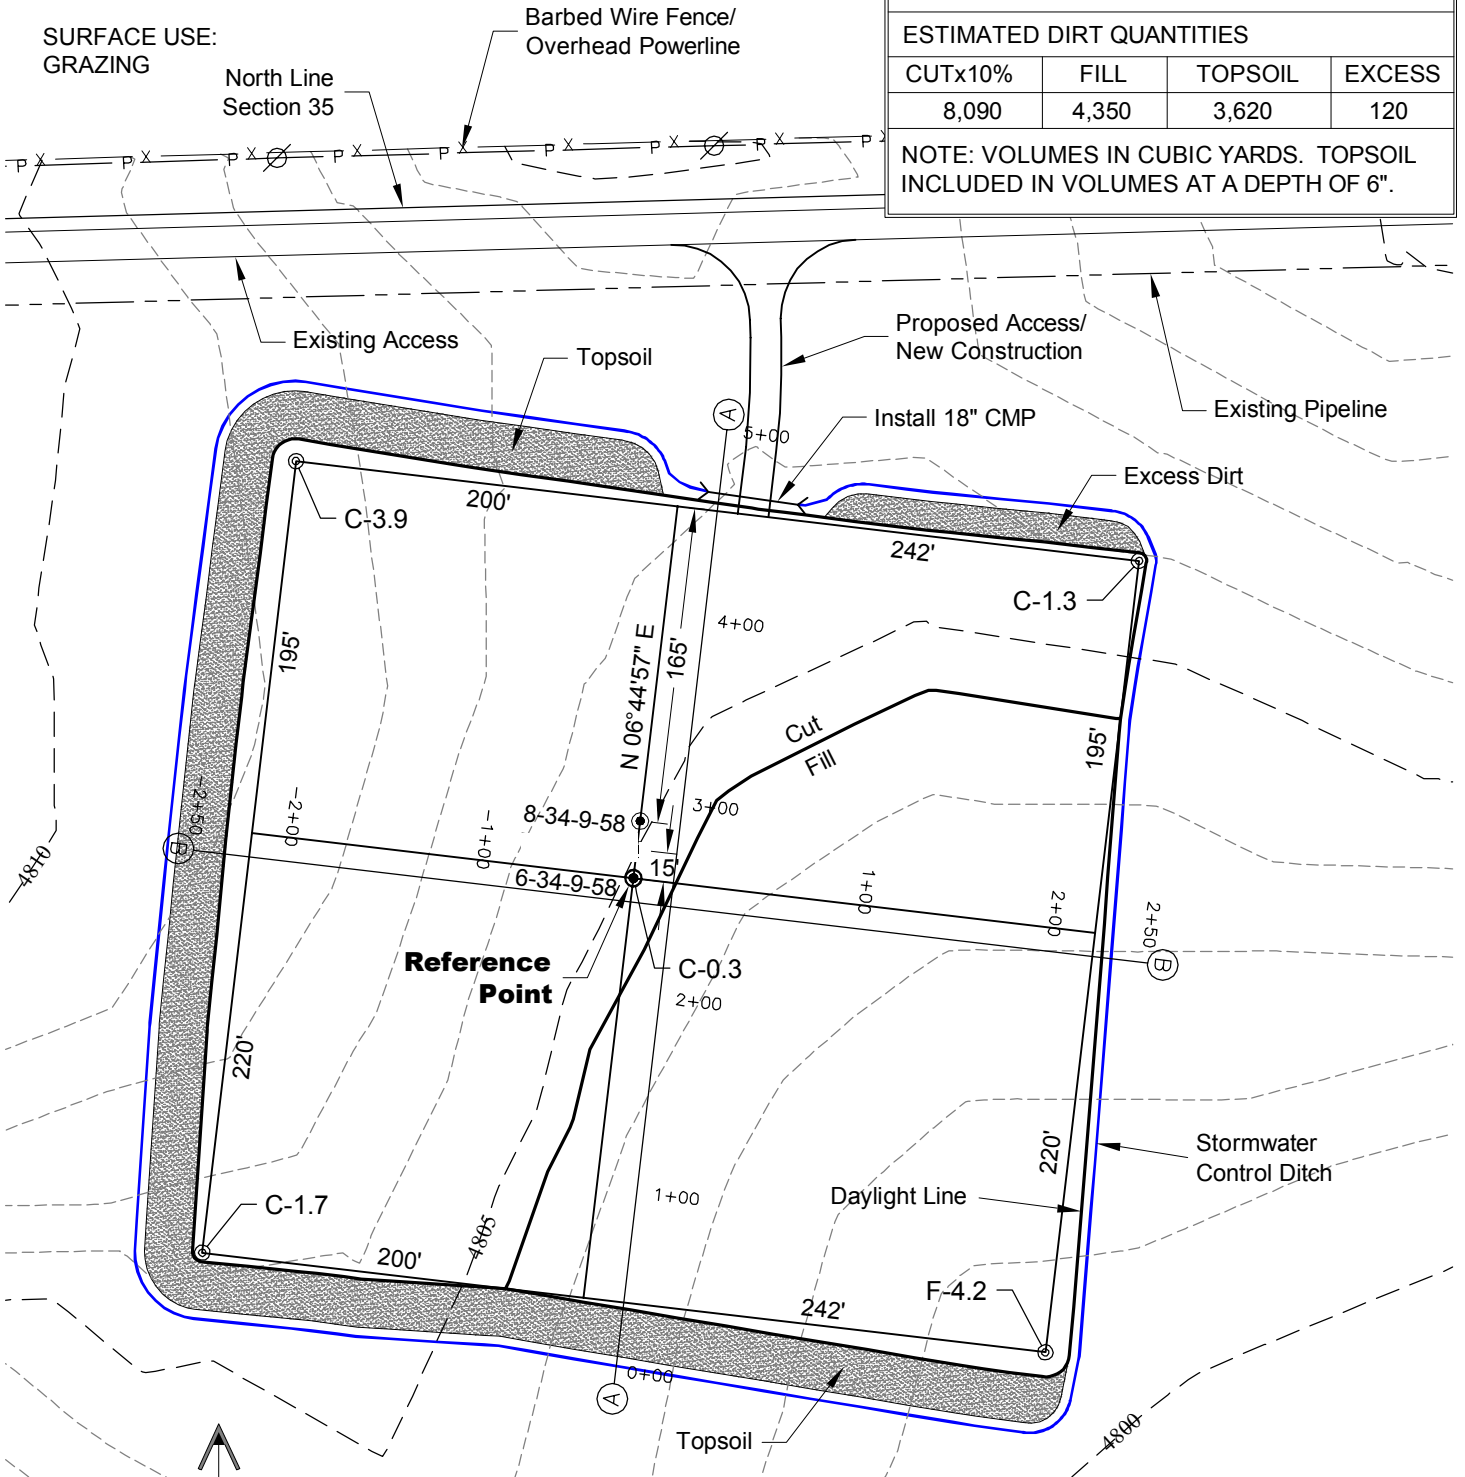 SURFACE USE:
GRAZING
North Line
Section 35
Barbed Wire Fence/
Overhead Powerline
ESTIMATED DIRT QUANTITIES
CUTx10% FILL TOPSOIL EXCESS
8,090 4,350 3,620 120
NOTE: VOLUMES IN CUBIC YARDS. TOPSOIL
INCLUDED IN VOLUMES AT A DEPTH OF 6".
X P X P X P X P X P X P X P X P
Existing Access
Topsoil
Proposed Access/
New Construction
Existing Pipeline
Install 18" CMP
Excess Dirt
A
5+00
200'
C-3.9
242'
C-1.3
195'
N 06°44'57" E
165'
4+00
Cut
Fill
195'
3+00
8-34-9-58
15'
6-34-9-58
-2+50
-2+00
-1+00
1+00
2+00
2+50
B
B
4810
Reference
Point
C-0.3
2+00
220'
220'
Stormwater
Control Ditch
Daylight Line
1+00
C-1.7
4805
200'
F-4.2
242'
0+00
A
Topsoil
4800